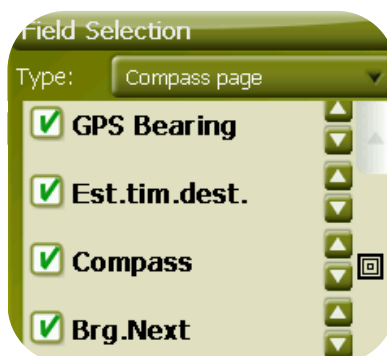 Field Selection
Type: Compass page
GPS Bearing
Est.tim.dest.
Compass
Brg.Next